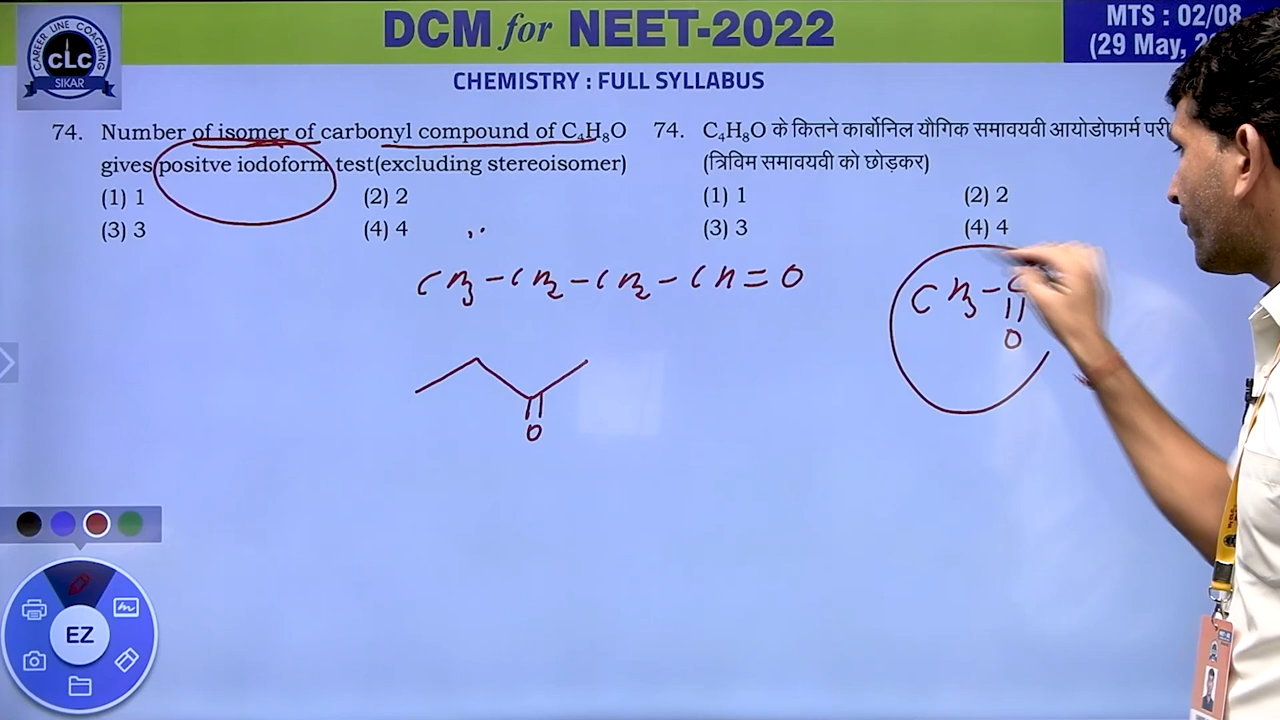 DCM for NEET-2022
MTS : 02/08
(29 May,
CAREER LINE COACHING
CLC
SIKAR
CHEMISTRY : FULL SYLLABUS
74. Number of isomer of carbonyl compound of C₄H₈O
gives positve iodoform test(excluding stereoisomer)
(1) 1 (2) 2
(3) 3 (4) 4
74. C₄H₈O के कितने कार्बोनिल यौगिक समावयवी आयोडोफार्म
(त्रिविम समावयवी को छोड़कर)
(1) 1 (2) 2
(3) 3 (4) 4
CH₃-CH₂-CH₂-CH=O
CH₃-C
O
O
EZ